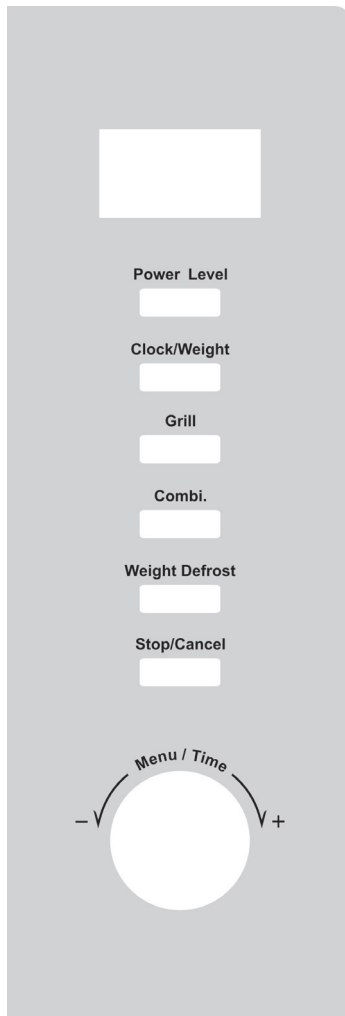 Power Level
Clock/Weight
Grill
Combi.
Weight Defrost
Stop/Cancel
Menu / Time
- +